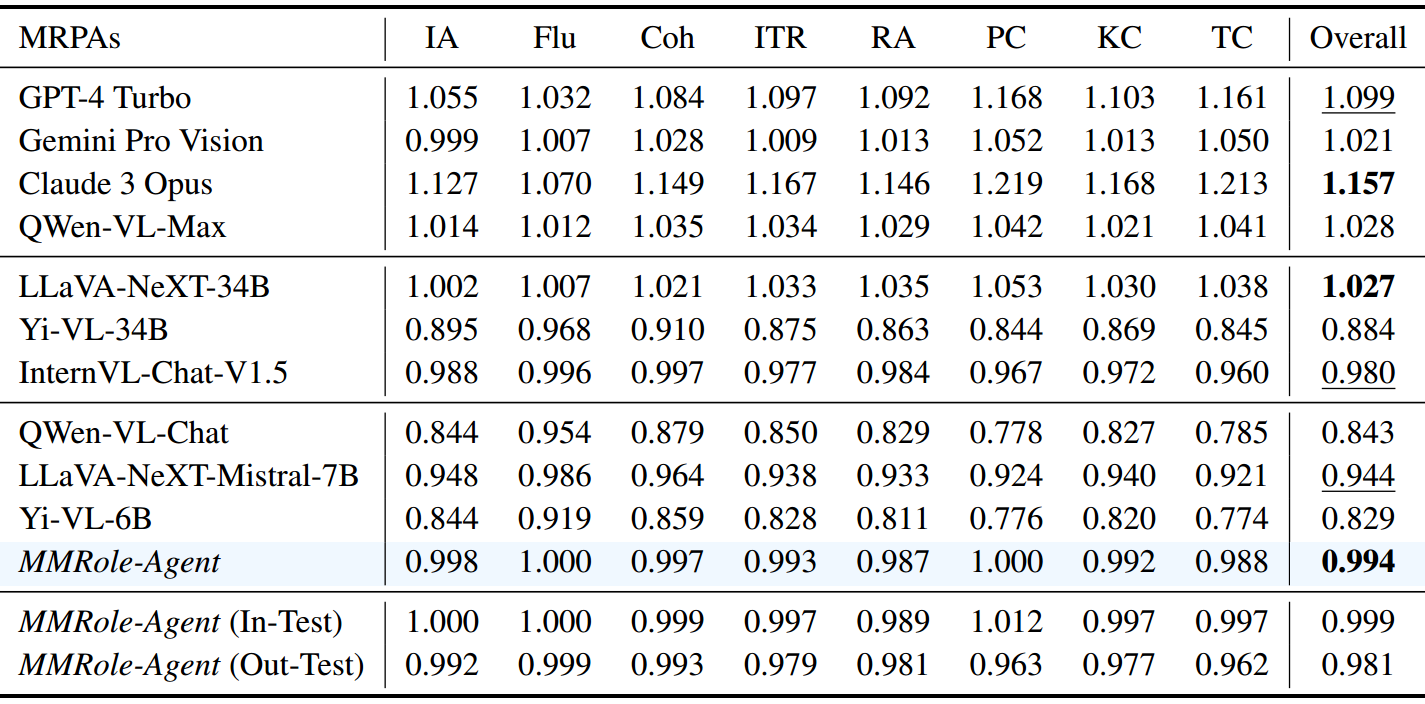 MRPAs IA Flu Coh ITR RA PC KC TC Overall
GPT-4 Turbo 1.055 1.032 1.084 1.097 1.092 1.168 1.103 1.161 1.099
Gemini Pro Vision 0.999 1.007 1.028 1.009 1.013 1.052 1.013 1.050 1.021
Claude 3 Opus 1.127 1.070 1.149 1.167 1.146 1.219 1.168 1.213 1.157
QWen-VL-Max 1.014 1.012 1.035 1.034 1.029 1.042 1.021 1.041 1.028
LLaVA-NeXT-34B 1.002 1.007 1.021 1.033 1.035 1.053 1.030 1.038 1.027
Yi-VL-34B 0.895 0.968 0.910 0.875 0.863 0.844 0.869 0.845 0.884
InternVL-Chat-V1.5 0.988 0.996 0.997 0.977 0.984 0.967 0.972 0.960 0.980
QWen-VL-Chat 0.844 0.954 0.879 0.850 0.829 0.778 0.827 0.785 0.843
LLaVA-NeXT-Mistral-7B 0.948 0.986 0.964 0.938 0.933 0.924 0.940 0.921 0.944
Yi-VL-6B 0.844 0.919 0.859 0.828 0.811 0.776 0.820 0.774 0.829
MMRole-Agent 0.998 1.000 0.997 0.993 0.987 1.000 0.992 0.988 0.994
MMRole-Agent (In-Test) 1.000 1.000 0.999 0.997 0.989 1.012 0.997 0.997 0.999
MMRole-Agent (Out-Test) 0.992 0.999 0.993 0.979 0.981 0.963 0.977 0.962 0.981